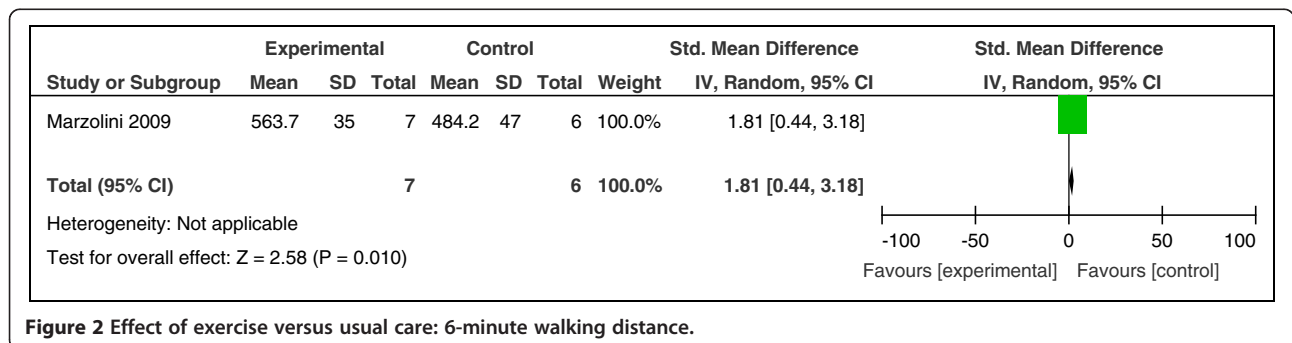 Experimental Control Std. Mean Difference Std. Mean Difference
Study or Subgroup Mean SD Total Mean SD Total Weight IV, Random, 95% CI IV, Random, 95% CI
Marzolini 2009 563.7 35 7 484.2 47 6 100.0% 1.81 [0.44, 3.18]
Total (95% CI) 7 6 100.0% 1.81 [0.44, 3.18]
Heterogeneity: Not applicable
Test for overall effect: Z = 2.58 (P = 0.010)
-100 -50 0 50 100
Favours [experimental] Favours [control]
Figure 2 Effect of exercise versus usual care: 6-minute walking distance.